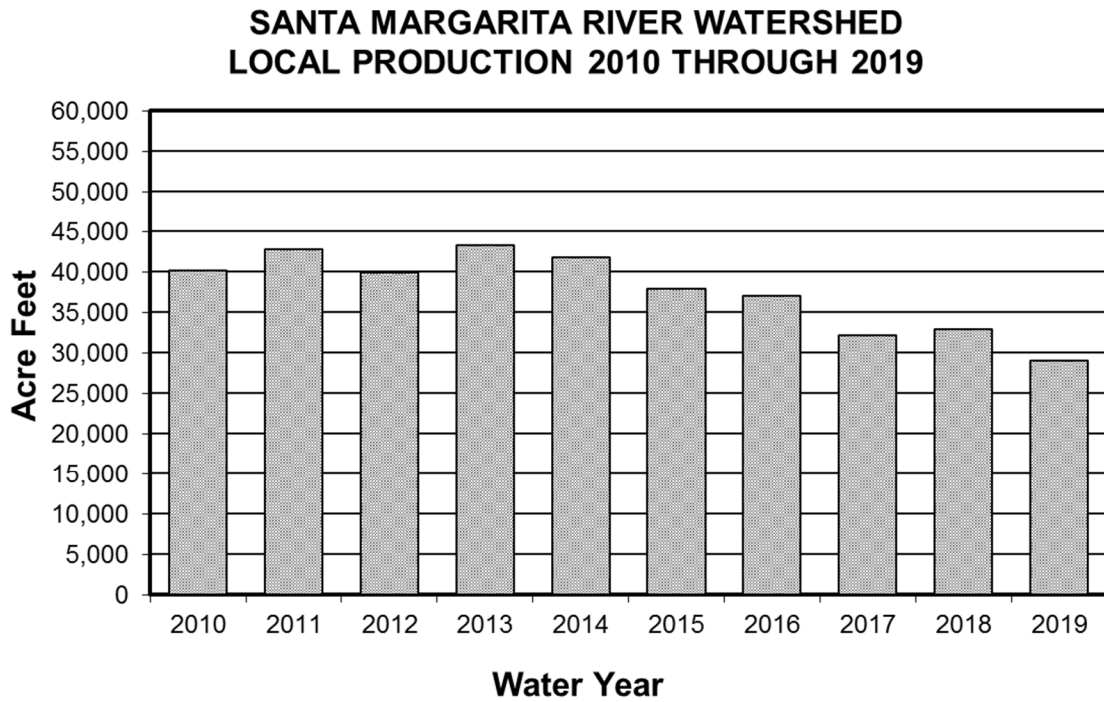 SANTA MARGARITA RIVER WATERSHED
LOCAL PRODUCTION 2010 THROUGH 2019
60,000
55,000
50,000
45,000
40,000
35,000
30,000
25,000
20,000
15,000
10,000
5,000
0
Acre Feet
2010 2011 2012 2013 2014 2015 2016 2017 2018 2019
Water Year